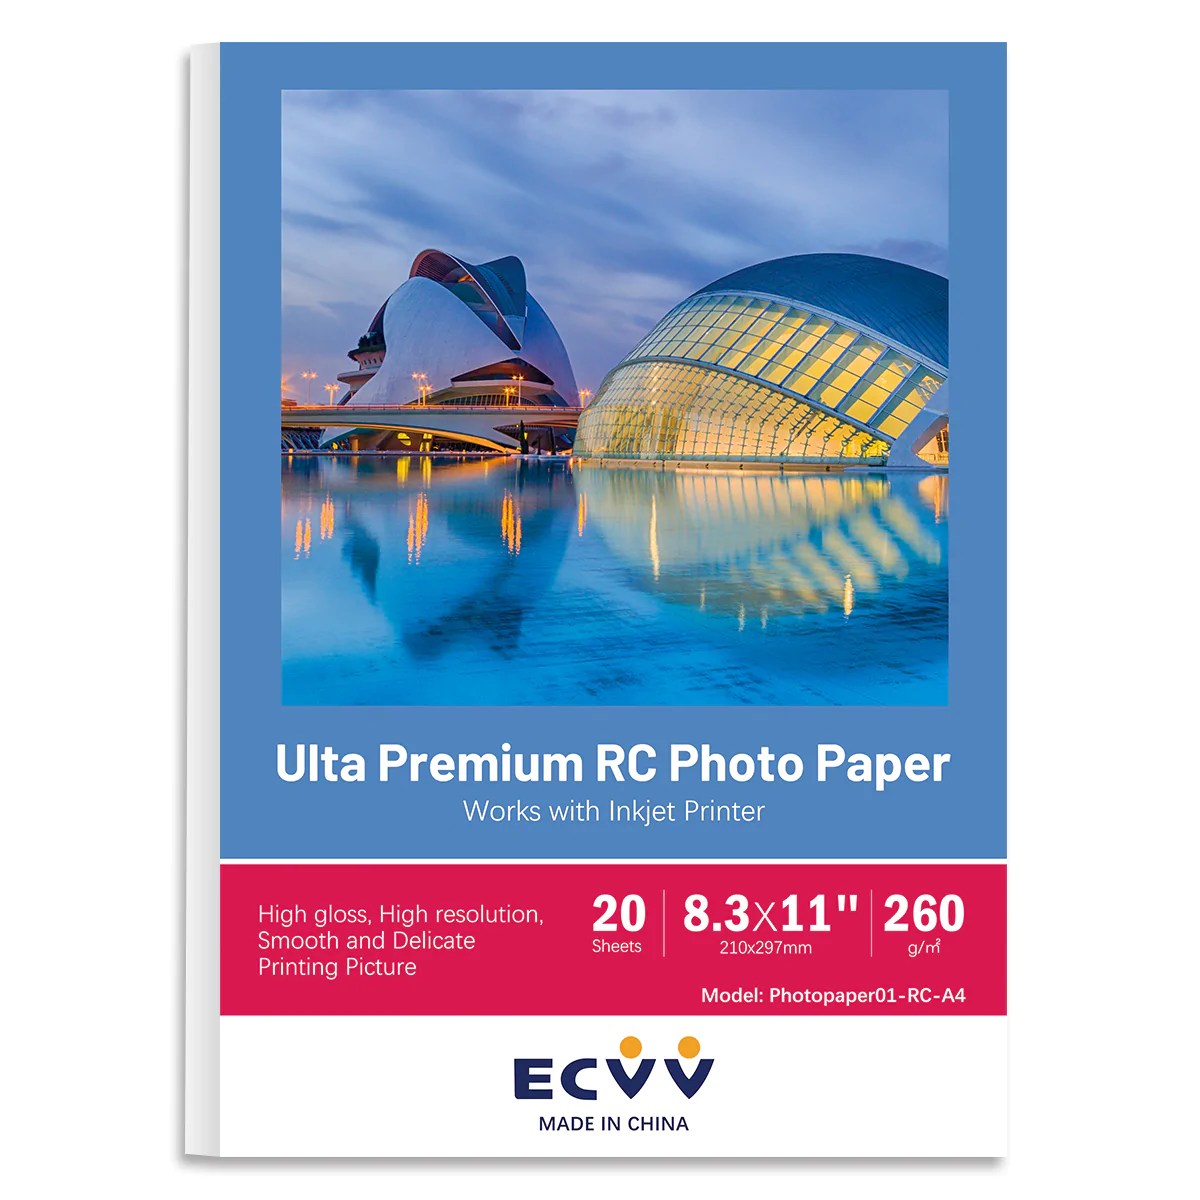 Ulta Premium RC Photo Paper
Works with Inkjet Printer
High gloss, High resolution,
Smooth and Delicate
Printing Picture
20
Sheets
8.3X11"
210x297mm
260
g/㎡
Model: Photopaper01-RC-A4
ECVV
MADE IN CHINA